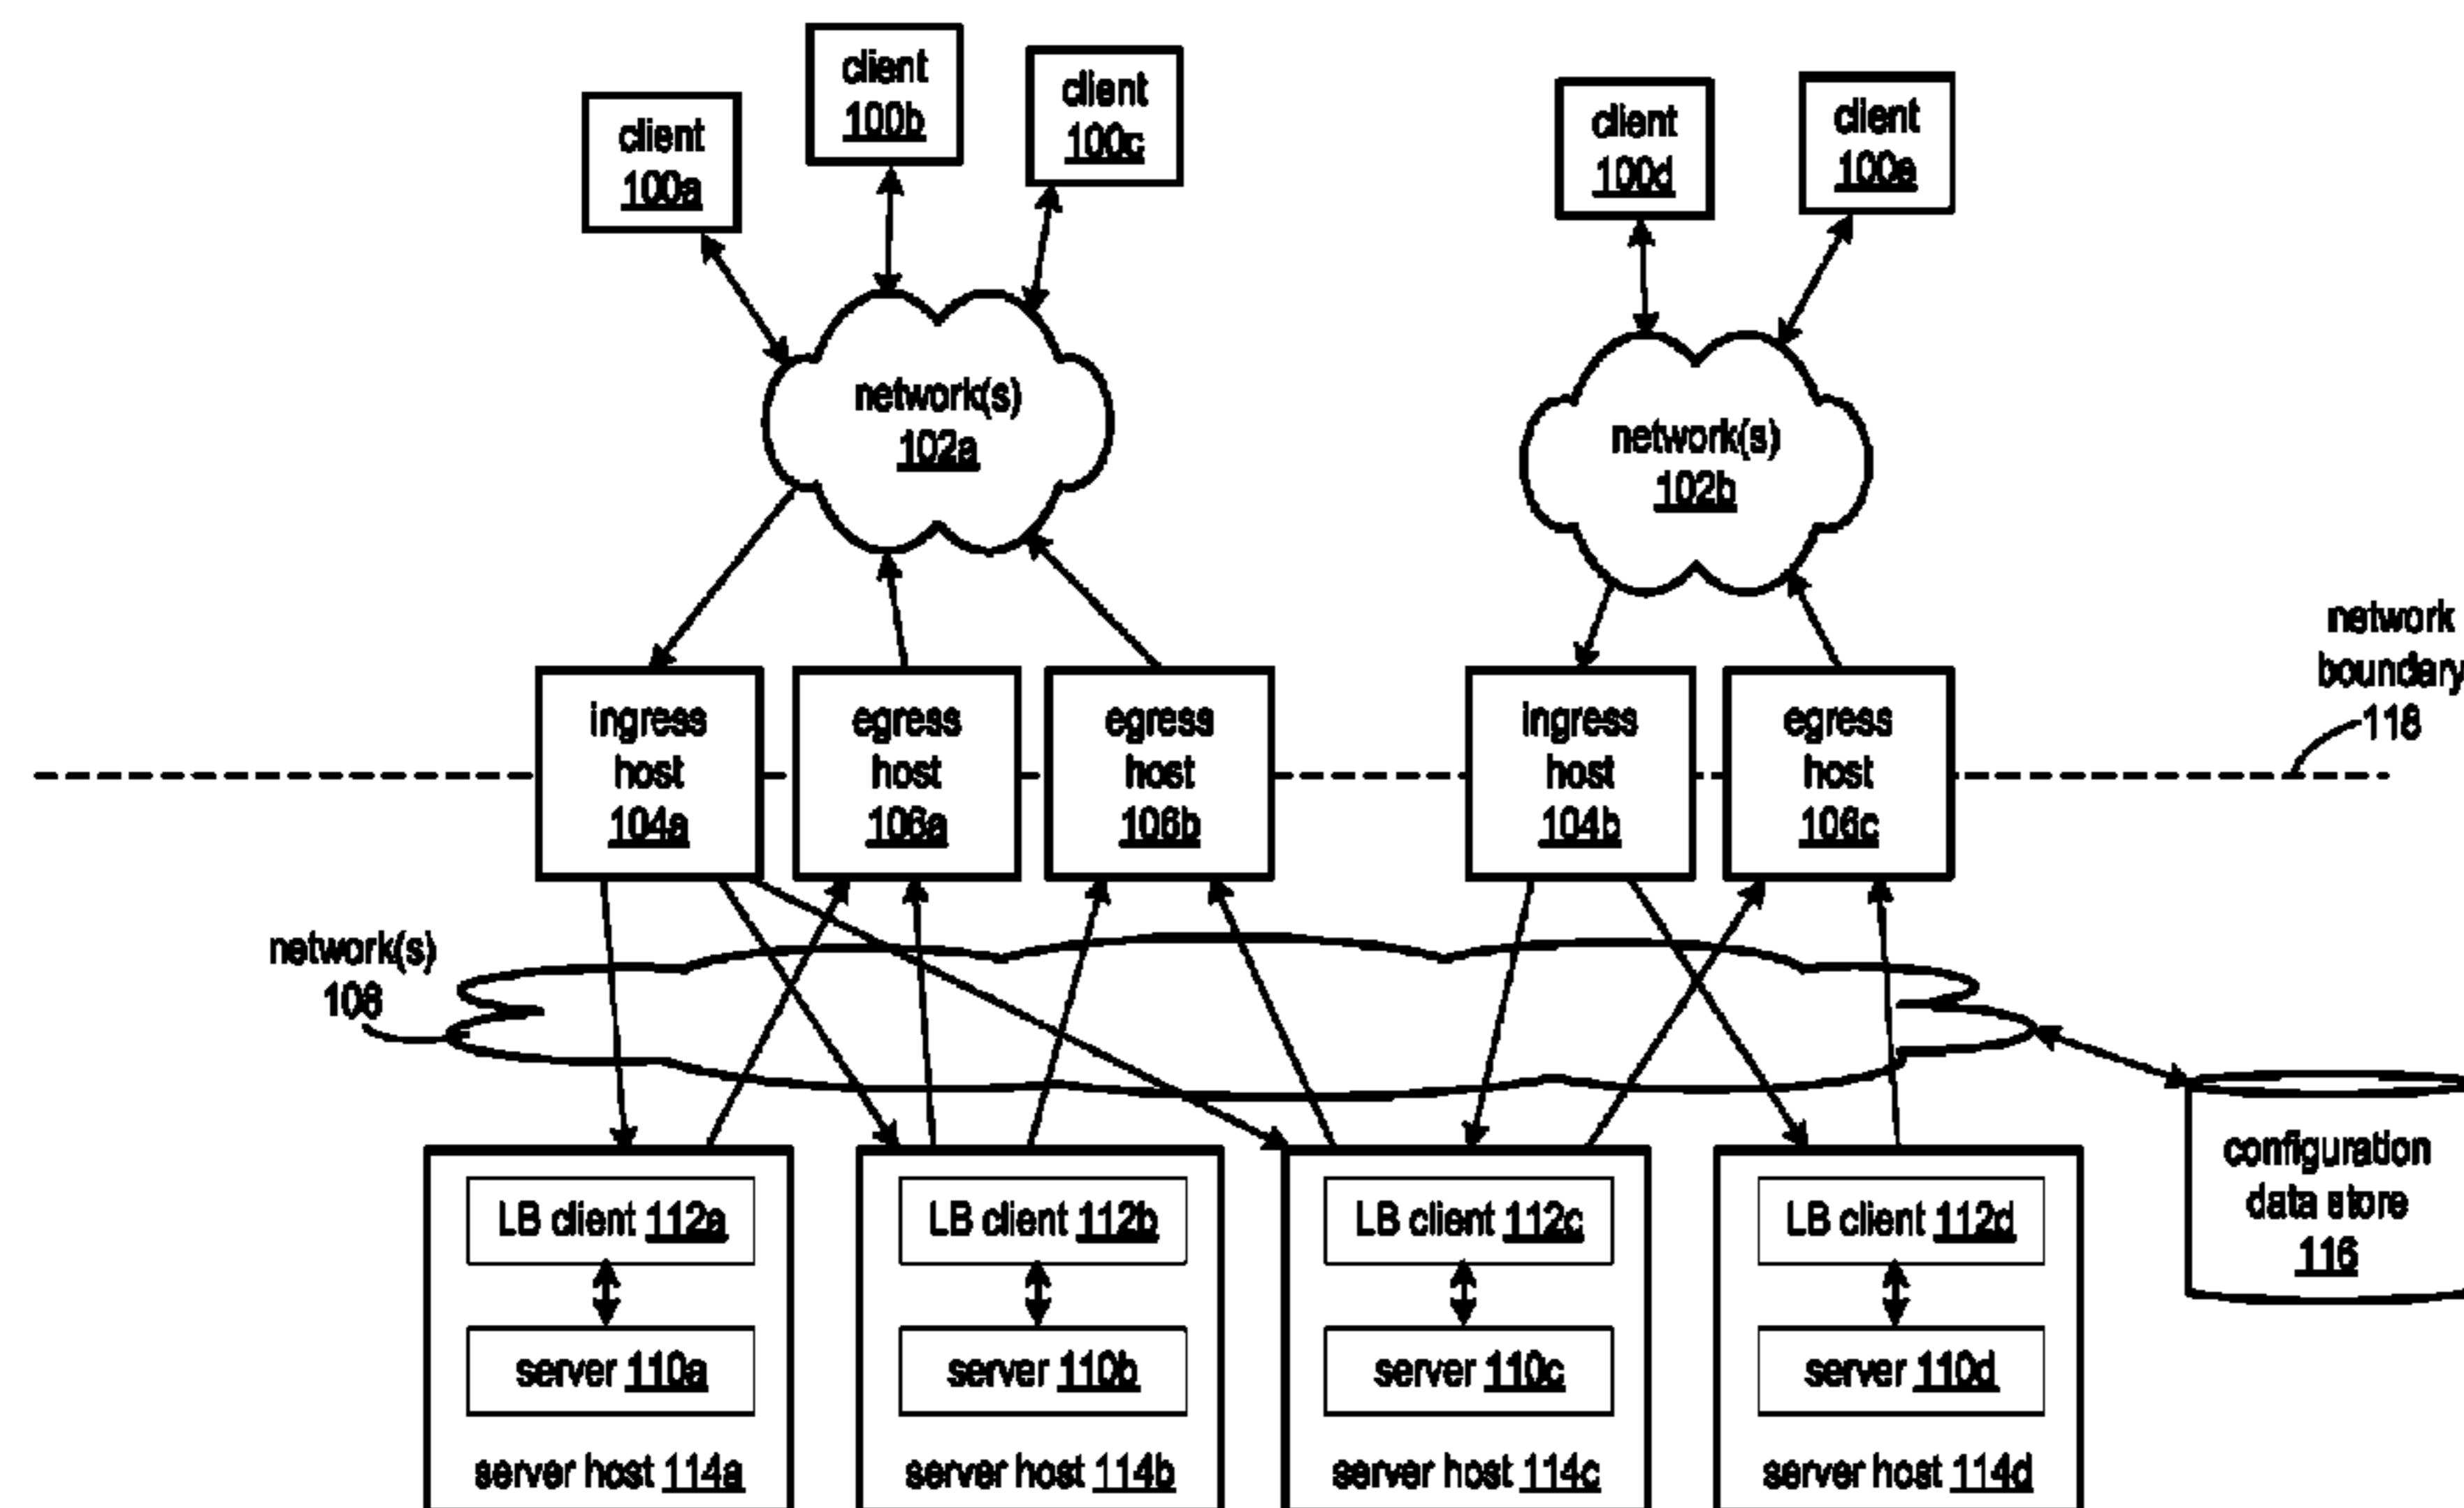 client
100a
client
100b
client
100c
client
100d
client
100e
network(s)
102a
network(s)
102b
network
boundary
118
ingress
host
104a
egress
host
106a
egress
host
106b
ingress
host
104b
egress
host
106c
network(s)
108
LB client 112a
server 110a
server host 114a
LB client 112b
server 110b
server host 114b
LB client 112c
server 110c
server host 114c
LB client 112d
server 110d
server host 114d
configuration
data store
116